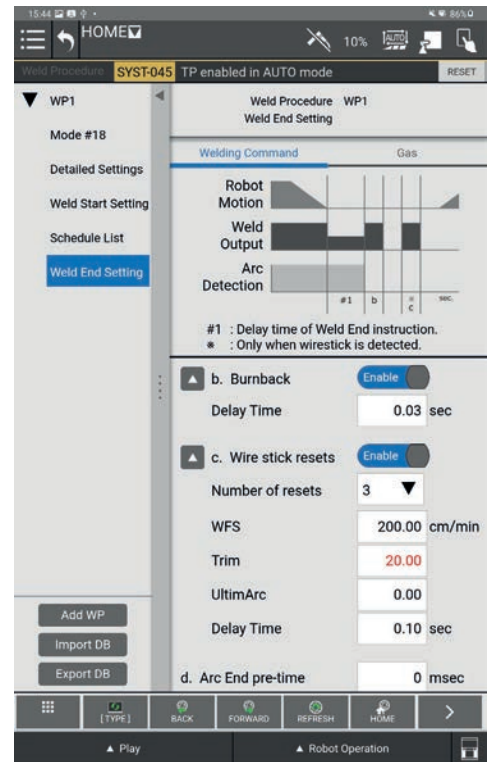 15:44
86%
HOME
10%
AUTO
Weld Procedure SYST-045 TP enabled in AUTO mode RESET
WP1
Mode #18
Detailed Settings
Weld Start Setting
Schedule List
Weld End Setting
Add WP
Import DB
Export DB
Weld Procedure WP1
Weld End Setting
Welding Command Gas
Robot
Motion
Weld
Output
Arc
Detection
#1 b * c sec.
#1 : Delay time of Weld End instruction.
* : Only when wirestick is detected.
b. Burnback Enable
Delay Time 0.03 sec
c. Wire stick resets Enable
Number of resets 3
WFS 200.00 cm/min
Trim 20.00
UltimArc 0.00
Delay Time 0.10 sec
d. Arc End pre-time 0 msec
[TYPE] BACK FORWARD REFRESH HOME
Play Robot Operation